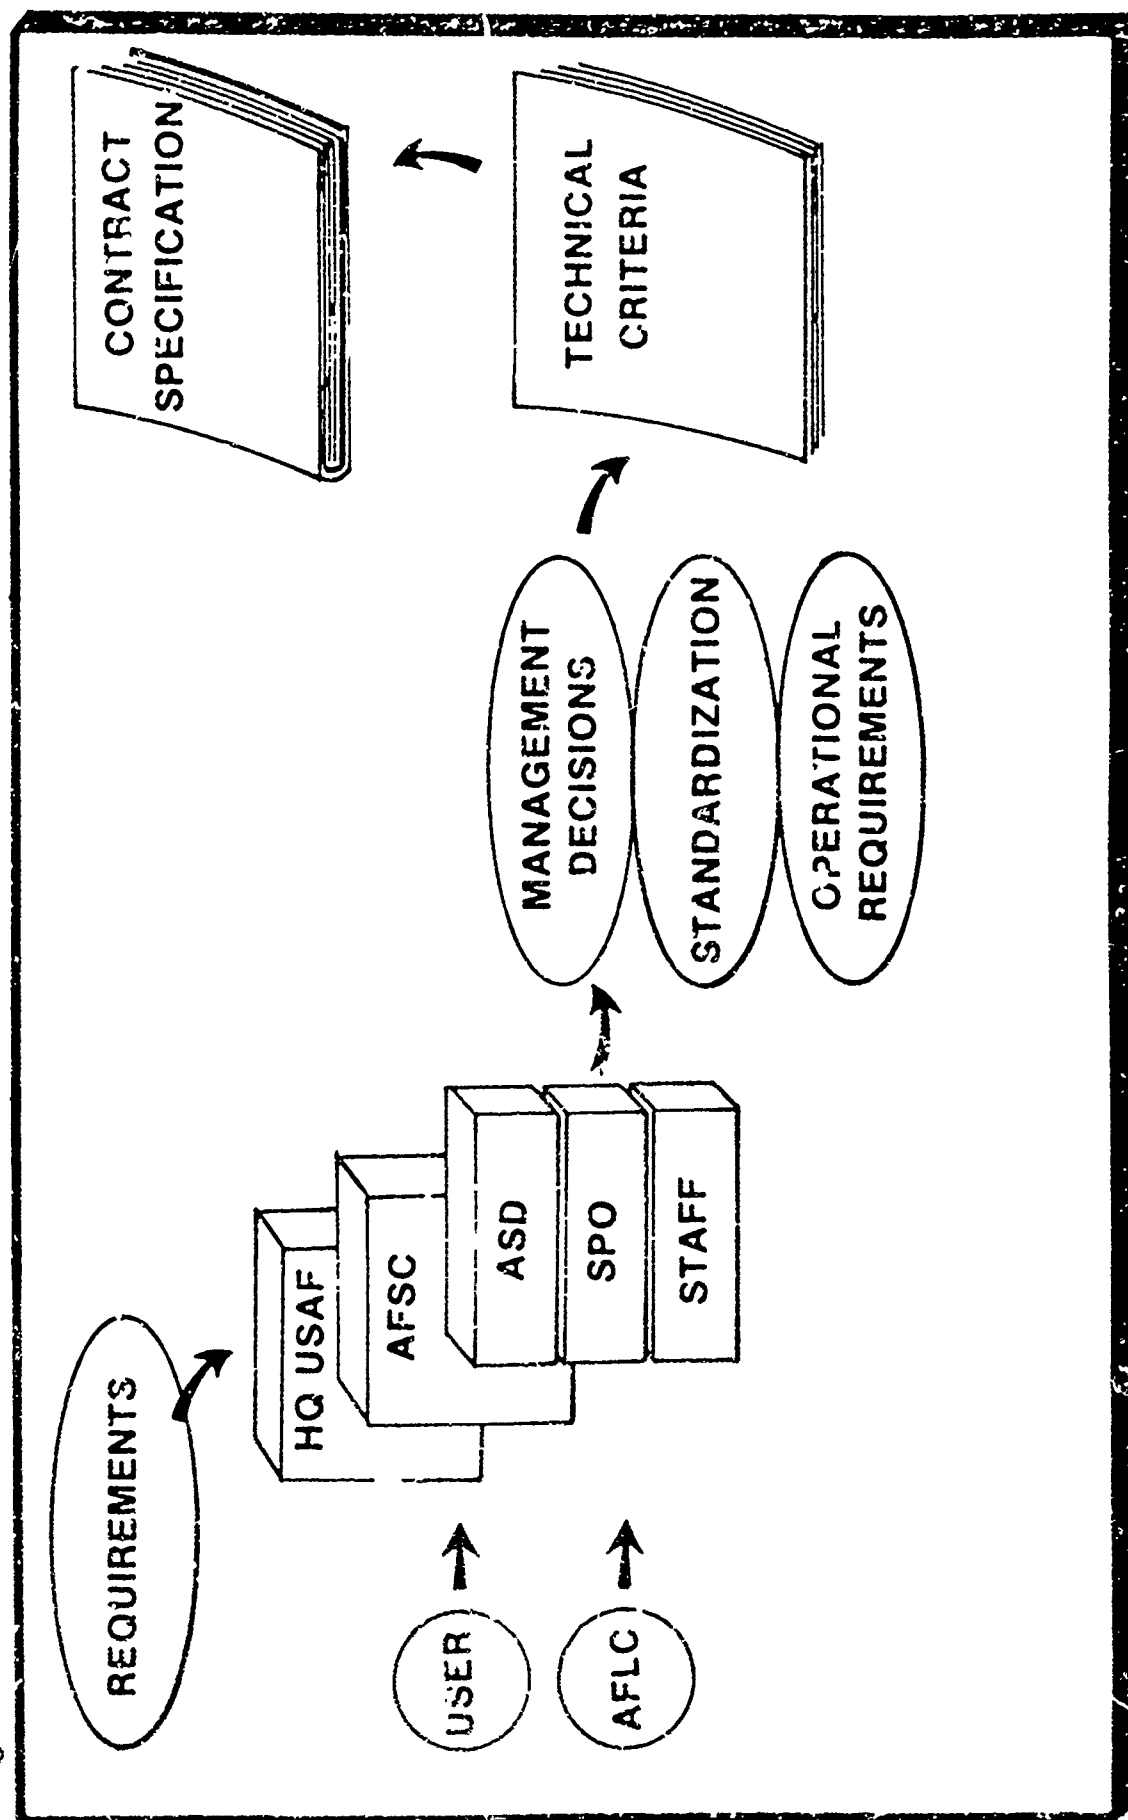 REQUIREMENTS
USER
AFLC
HQ USAF
AFSC
ASD
SPO
STAFF
MANAGEMENT
DECISIONS
STANDARDIZATION
OPERATIONAL
REQUIREMENTS
TECHNICAL
CRITERIA
CONTRACT
SPECIFICATION